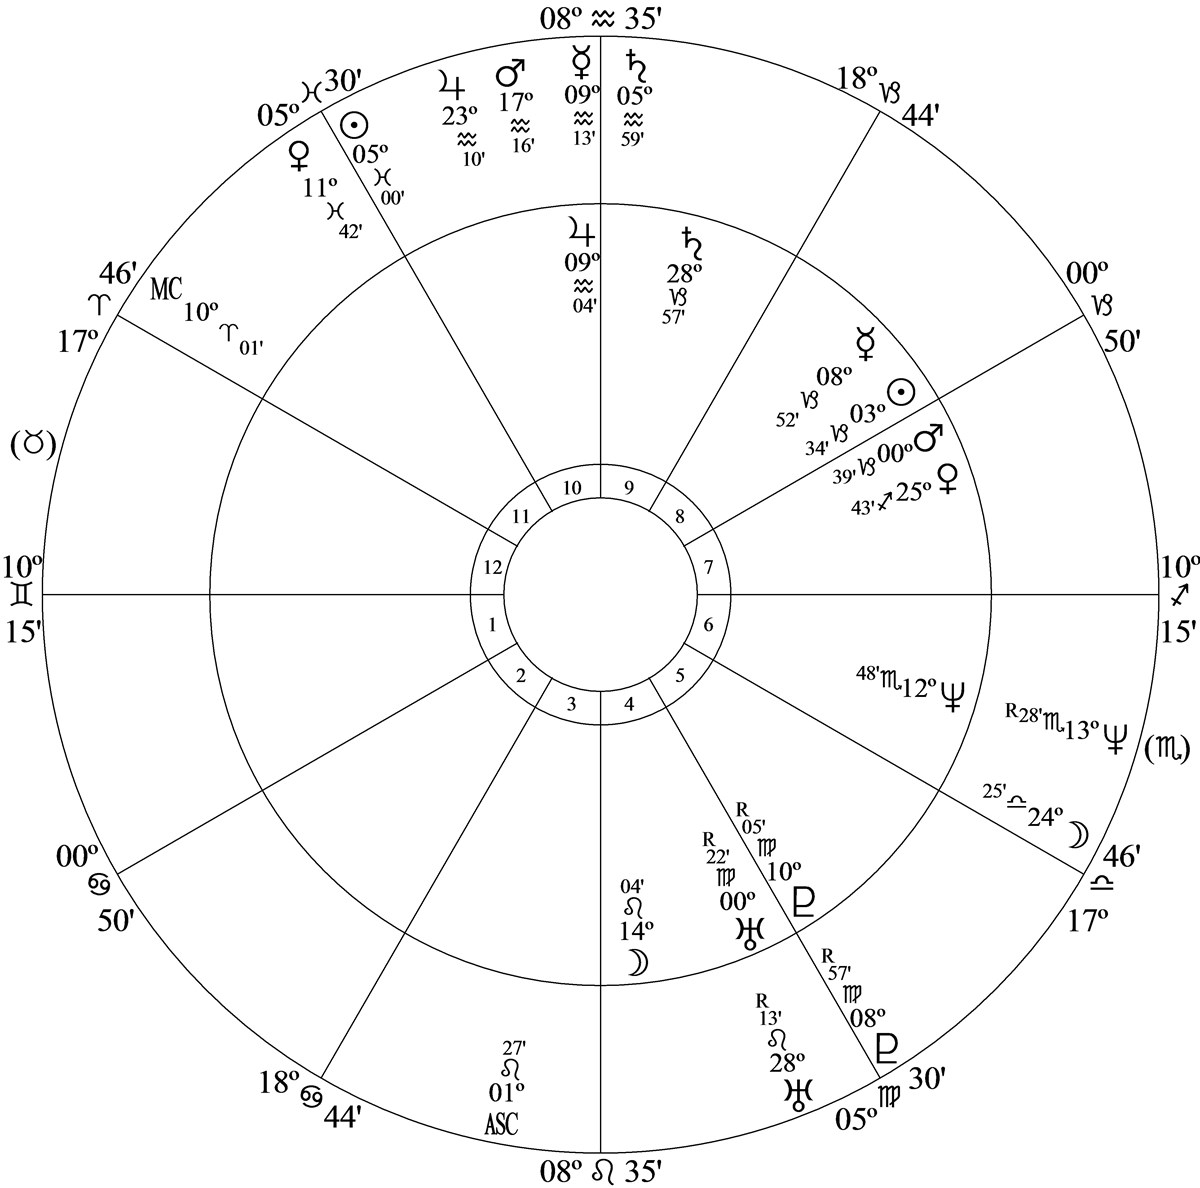 08º ♒ 35'
18º ♑ 44'
00º ♑ 50'
10º ♐ 15'
(♏)
46' ♎ 17º
30' ♍ 05º
08º ♌ 35'
18º ♋ 44'
00º ♋ 50'
10º ♊ 15'
(♉)
46' ♈ 17º
05º ♓ 30'
♀ 11º ♓ 42'
☉ 05º ♓ 00'
♃ 23º ♒ 10'
♂ 17º ♒ 16'
☿ 09º ♒ 13'
♄ 05º ♒ 59'
MC 10º ♈ 01'
♃ 09º ♒ 04'
♄ 28º ♑ 57'
☿ 08º ♑ 52'
34' ♑ 03º ☉
39' ♑ 00º ♂
43' ♐ 25º ♀
48' ♏ 12º ♆
R 28' ♏ 13º ♆
25' ♎ 24º ☽
R 05' ♍ 10º ♇
R 22' ♍ 00º ♅
04' ♌ 14º ☽
R 57' ♍ 08º ♇
R 13' ♌ 28º ♅
27' ♌ 01º ASC
10
9
8
7
6
5
4
3
2
1
12
11